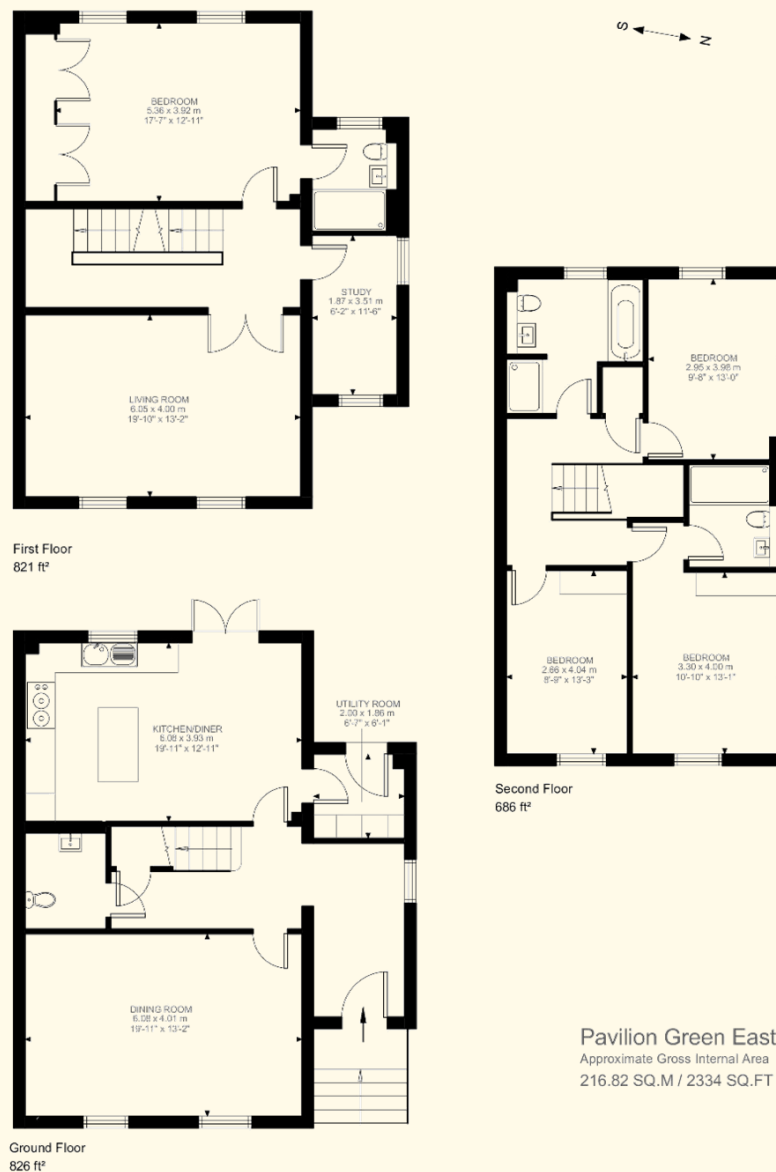 S N
BEDROOM
5.36 x 3.92 m
17'-7" x 12'-11"
STUDY
1.87 x 3.51 m
6'-2" x 11'-6"
LIVING ROOM
6.05 x 4.00 m
19'-10" x 13'-2"
First Floor
821 ft²
BEDROOM
2.95 x 3.98 m
9'-8" x 13'-0"
BEDROOM
2.66 x 4.04 m
8'-9" x 13'-3"
BEDROOM
3.30 x 4.00 m
10'-10" x 13'-1"
Second Floor
686 ft²
UTILITY ROOM
2.00 x 1.86 m
6'-7" x 6'-1"
KITCHEN/DINER
6.08 x 3.93 m
19'-11" x 12'-11"
DINING ROOM
6.08 x 4.01 m
19'-11" x 13'-2"
Ground Floor
826 ft²
Pavilion Green East
Approximate Gross Internal Area
216.82 SQ.M / 2334 SQ.FT